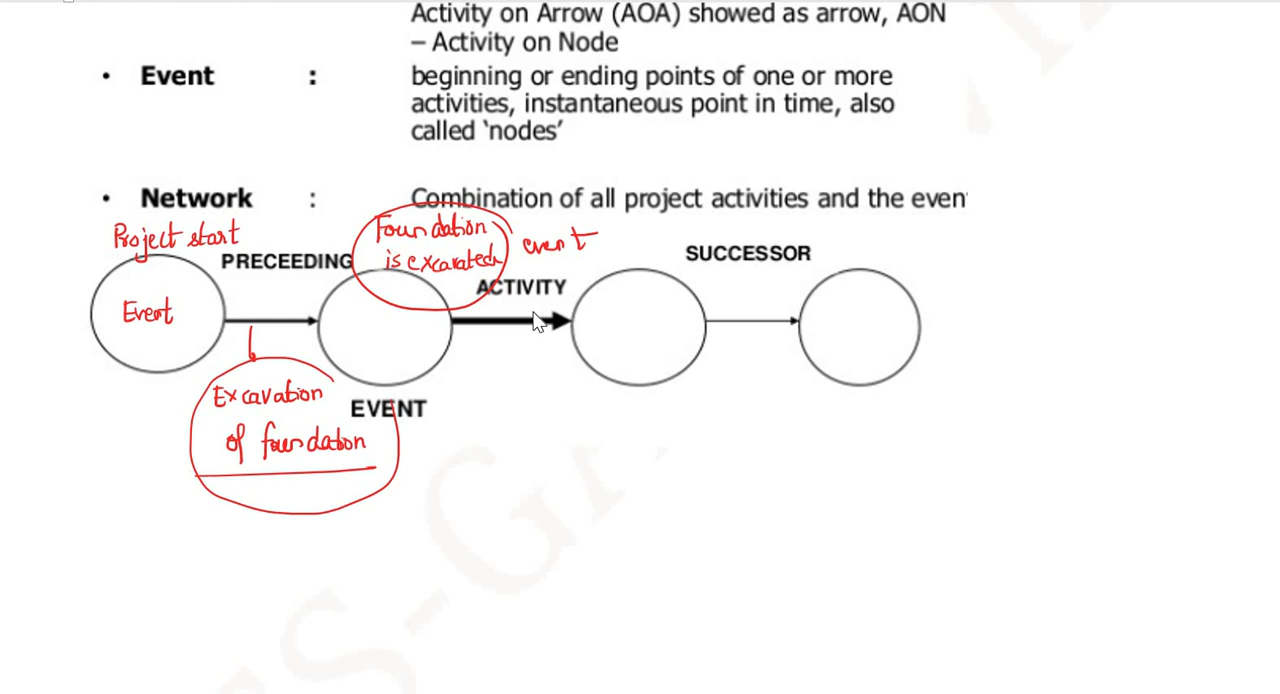 Activity on Arrow (AOA) showed as arrow, AON
– Activity on Node
• Event : beginning or ending points of one or more
activities, instantaneous point in time, also
called ‘nodes’
• Network : Combination of all project activities and the even
Project start
Foundation
is excavated
event
PRECEEDING
SUCCESSOR
ACTIVITY
Event
Excavation
of foundation
EVENT